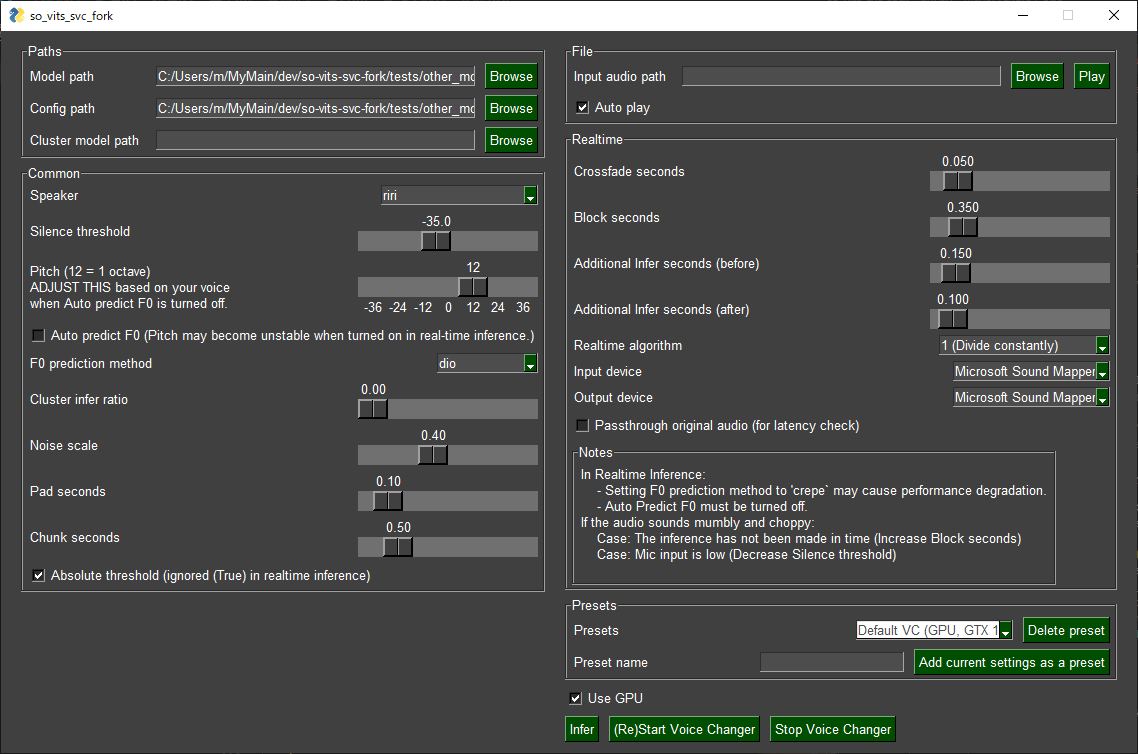 so_vits_svc_fork
Paths
Model path C:/Users/m/MyMain/dev/so-vits-svc-fork/tests/other_mo Browse
Config path C:/Users/m/MyMain/dev/so-vits-svc-fork/tests/other_mo Browse
Cluster model path Browse
Common
Speaker riri
-35.0
Silence threshold
12
Pitch (12 = 1 octave)
ADJUST THIS based on your voice
when Auto predict F0 is turned off.
-36 -24 -12 0 12 24 36
Auto predict F0 (Pitch may become unstable when turned on in real-time inference.)
F0 prediction method dio
0.00
Cluster infer ratio
0.40
Noise scale
0.10
Pad seconds
0.50
Chunk seconds
Absolute threshold (ignored (True) in realtime inference)
File
Input audio path Browse Play
Auto play
Realtime
0.050
Crossfade seconds
0.350
Block seconds
0.150
Additional Infer seconds (before)
0.100
Additional Infer seconds (after)
Realtime algorithm 1 (Divide constantly)
Input device Microsoft Sound Mapper
Output device Microsoft Sound Mapper
Passthrough original audio (for latency check)
Notes
In Realtime Inference:
- Setting F0 prediction method to 'crepe` may cause performance degradation.
- Auto Predict F0 must be turned off.
If the audio sounds mumbly and choppy:
Case: The inference has not been made in time (Increase Block seconds)
Case: Mic input is low (Decrease Silence threshold)
Presets
Presets Default VC (GPU, GTX 1 Delete preset
Preset name Add current settings as a preset
Use GPU
Infer (Re)Start Voice Changer Stop Voice Changer